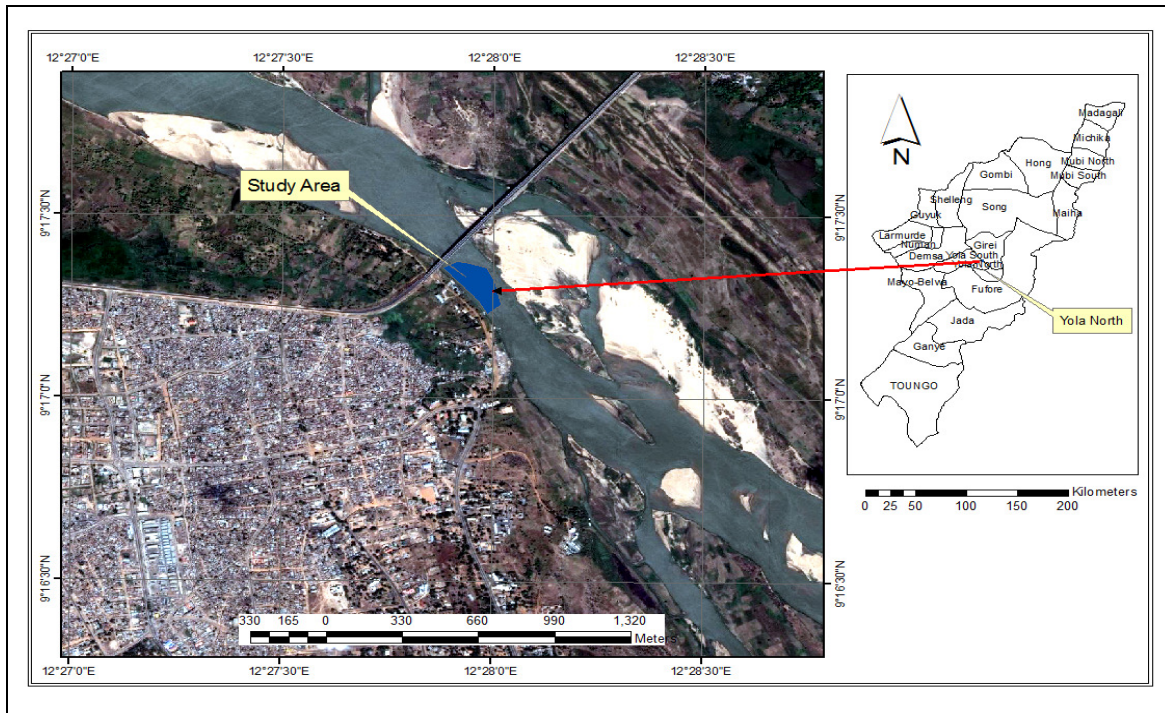 12°27'0"E 12°27'30"E 12°28'0"E 12°28'30"E
9°17'30"N
9°17'0"N
9°16'30"N
Study Area
9°17'30"N
9°17'0"N
9°16'30"N
330 165 0 330 660 990 1,320
Meters
12°27'0"E 12°27'30"E 12°28'0"E 12°28'30"E
N
Madagali
Michika
Mubi North
Mubi South
Hong
Gombi
Shelleng
Song
Maiha
Guyuk
Larmurde
Numan
Girei
Demsa
Yola South
Yola North
Mayo-Belwa
Fufore
Yola North
Jada
Ganye
TOUNGO
Kilometers
0 25 50 100 150 200